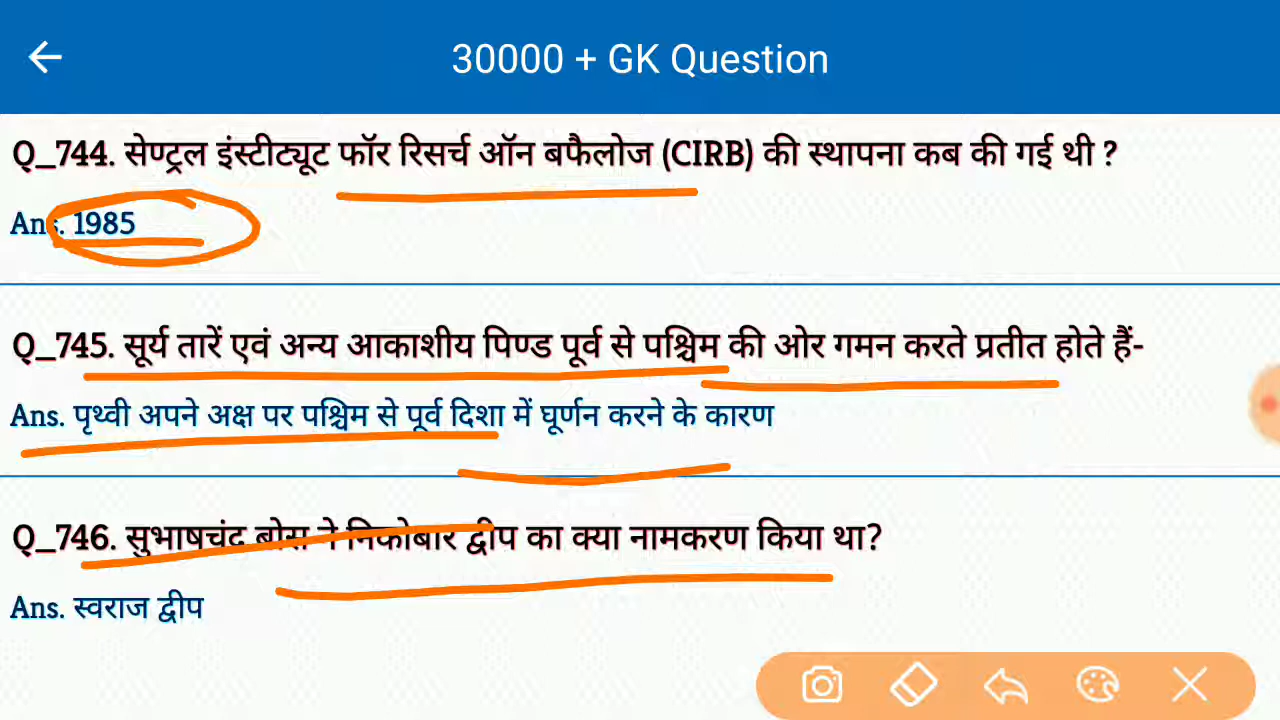 30000 + GK Question
Q_744. सेण्ट्रल इंस्टीट्यूट फॉर रिसर्च ऑन बफैलोज (CIRB) की स्थापना कब की गई थी ?
Ans. 1985
Q_745. सूर्य तारें एवं अन्य आकाशीय पिण्ड पूर्व से पश्चिम की ओर गमन करते प्रतीत होते हैं-
Ans. पृथ्वी अपने अक्ष पर पश्चिम से पूर्व दिशा में घूर्णन करने के कारण
Q_746. सुभाषचंद बोस ने निकोबार द्वीप का क्या नामकरण किया था?
Ans. स्वराज द्वीप